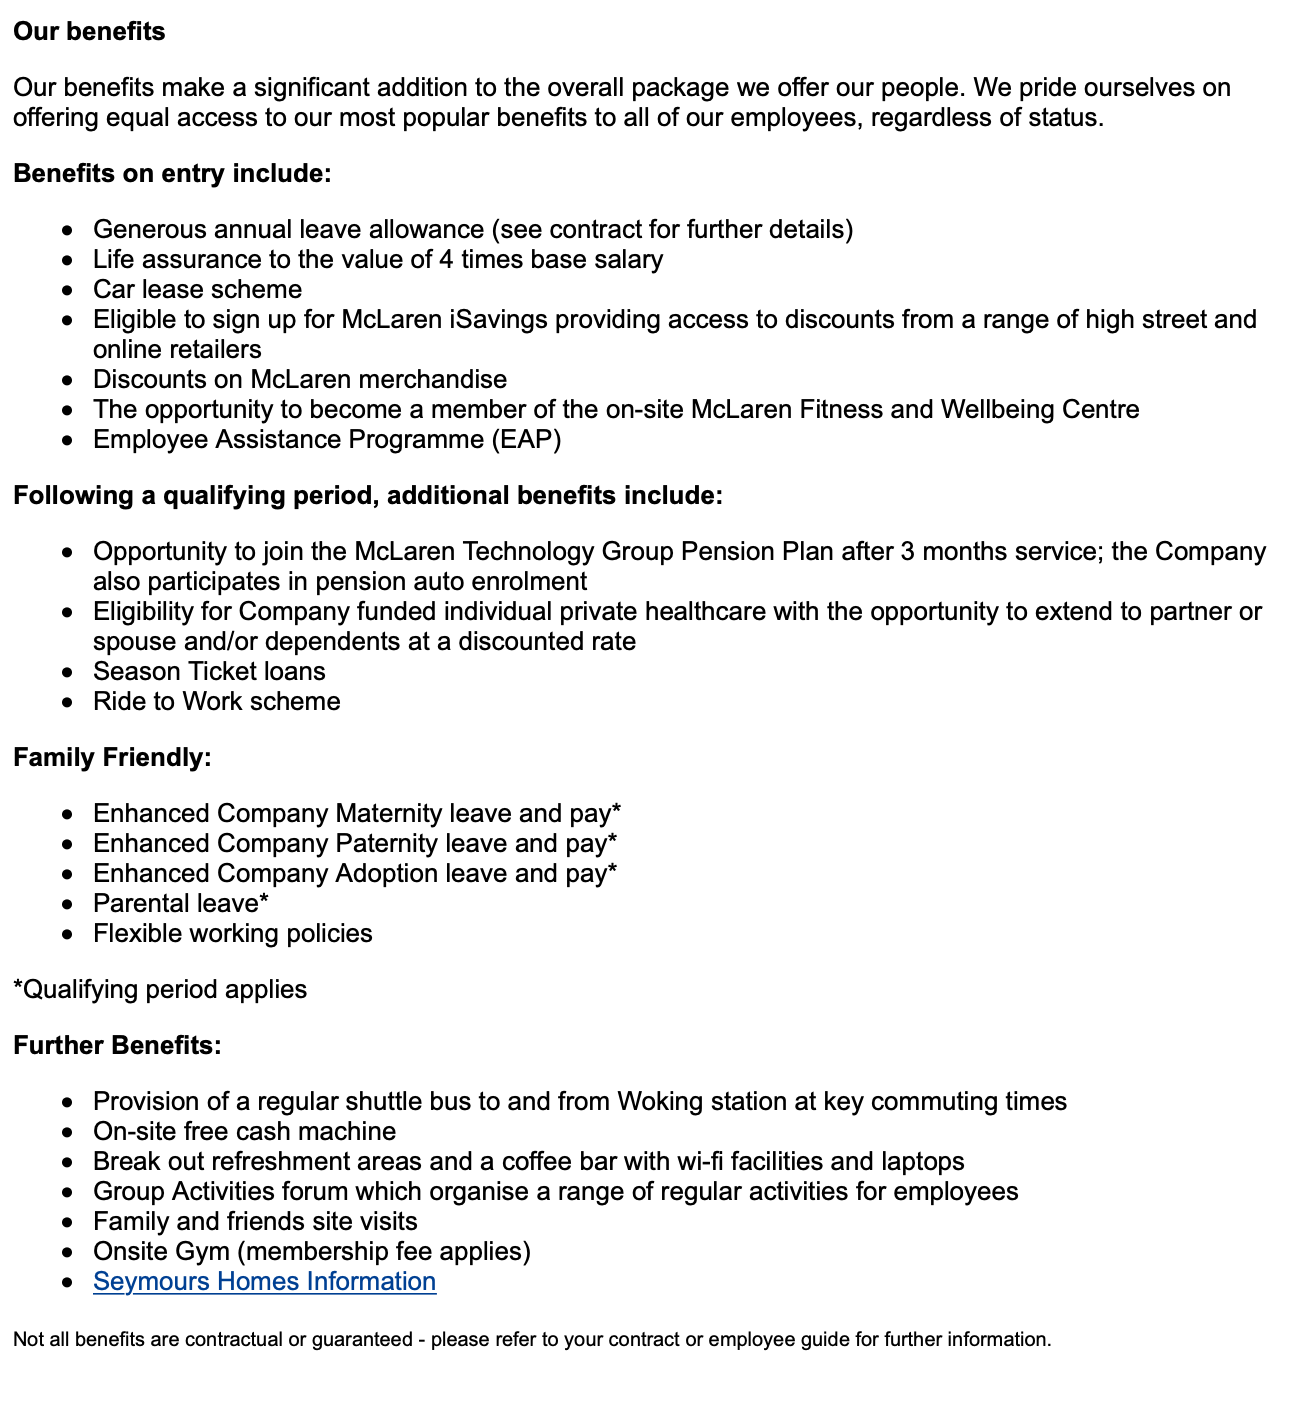 Our benefits
Our benefits make a significant addition to the overall package we offer our people. We pride ourselves on
offering equal access to our most popular benefits to all of our employees, regardless of status.
Benefits on entry include:
• Generous annual leave allowance (see contract for further details)
• Life assurance to the value of 4 times base salary
• Car lease scheme
• Eligible to sign up for McLaren iSavings providing access to discounts from a range of high street and
online retailers
• Discounts on McLaren merchandise
• The opportunity to become a member of the on-site McLaren Fitness and Wellbeing Centre
• Employee Assistance Programme (EAP)
Following a qualifying period, additional benefits include:
• Opportunity to join the McLaren Technology Group Pension Plan after 3 months service; the Company
also participates in pension auto enrolment
• Eligibility for Company funded individual private healthcare with the opportunity to extend to partner or
spouse and/or dependents at a discounted rate
• Season Ticket loans
• Ride to Work scheme
Family Friendly:
• Enhanced Company Maternity leave and pay*
• Enhanced Company Paternity leave and pay*
• Enhanced Company Adoption leave and pay*
• Parental leave*
• Flexible working policies
*Qualifying period applies
Further Benefits:
• Provision of a regular shuttle bus to and from Woking station at key commuting times
• On-site free cash machine
• Break out refreshment areas and a coffee bar with wi-fi facilities and laptops
• Group Activities forum which organise a range of regular activities for employees
• Family and friends site visits
• Onsite Gym (membership fee applies)
• Seymours Homes Information
Not all benefits are contractual or guaranteed - please refer to your contract or employee guide for further information.